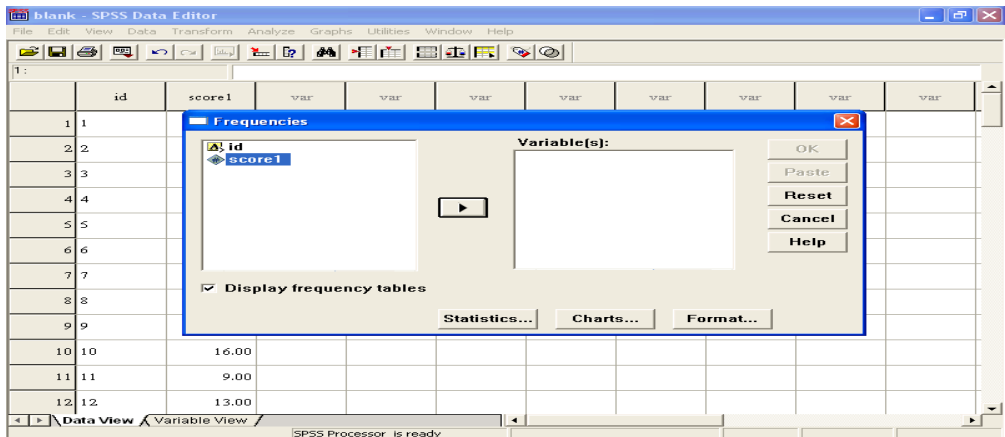 blank - SPSS Data Editor
File Edit View Data Transform Analyze Graphs Utilities Window Help
1 :
id score1 var var var var var var var var
1 1
2 2
3 3
4 4
5 5
6 6
7 7
8 8
9 9
10 10 16.00
11 11 9.00
12 12 13.00
Frequencies
id
score1
Variable(s):
OK
Paste
Reset
Cancel
Help
Display frequency tables
Statistics... Charts... Format...
Data View Variable View
SPSS Processor is ready